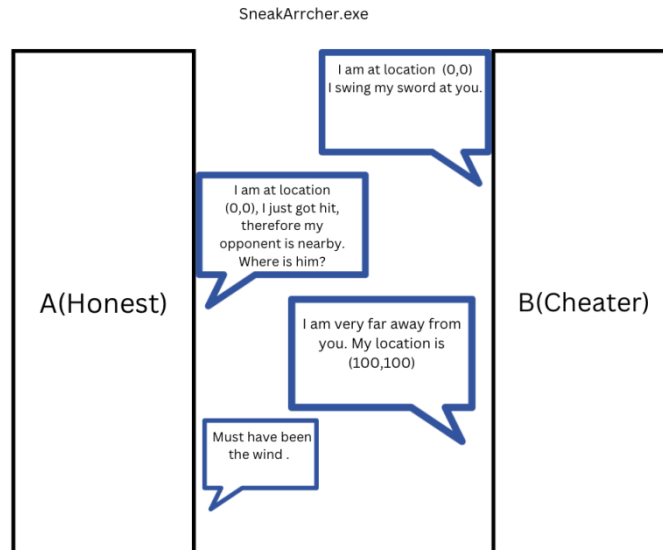 SneakArrcher.exe
I am at location (0,0)
I swing my sword at you.
I am at location
(0,0), I just got hit,
therefore my
opponent is nearby.
Where is him?
A(Honest)
B(Cheater)
I am very far away from
you. My location is
(100,100)
Must have been
the wind .